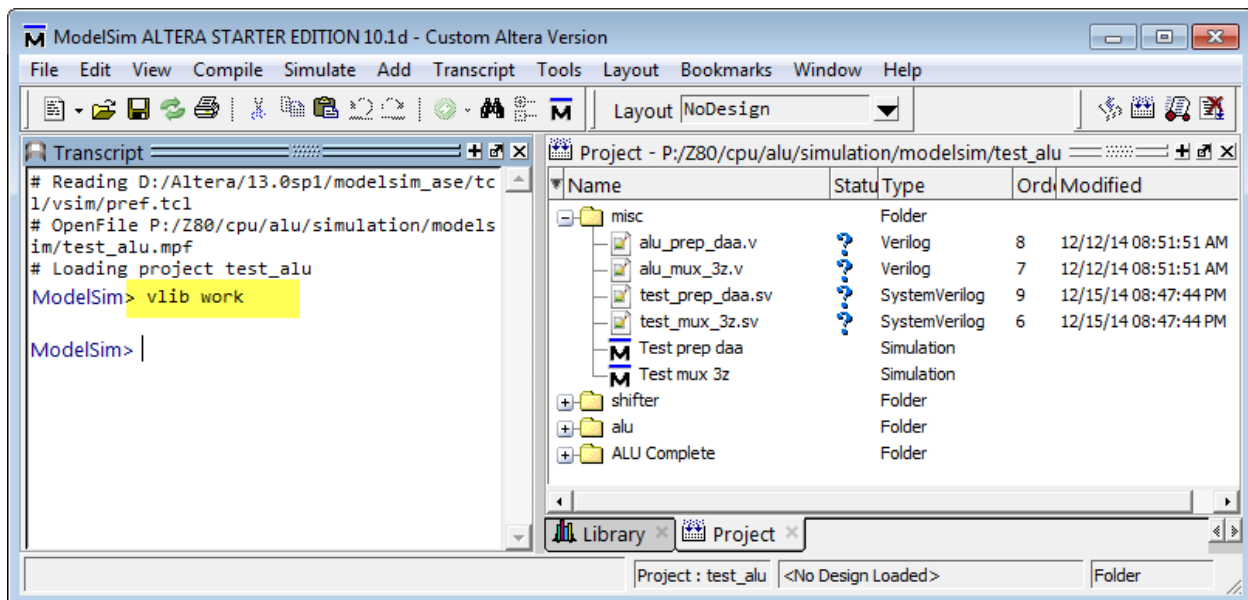 ModelSim ALTERA STARTER EDITION 10.1d - Custom Altera Version
File Edit View Compile Simulate Add Transcript Tools Layout Bookmarks Window Help
Layout NoDesign
Transcript
# Reading D:/Altera/13.0sp1/modelsim_ase/tc
l/vsim/pref.tcl
# OpenFile P:/Z80/cpu/alu/simulation/models
im/test_alu.mpf
# Loading project test_alu
ModelSim> vlib work
ModelSim>
Project - P:/Z80/cpu/alu/simulation/modelsim/test_alu
Name Statu Type Orde Modified
misc Folder
alu_prep_daa.v Verilog 8 12/12/14 08:51:51 AM
alu_mux_3z.v Verilog 7 12/12/14 08:51:51 AM
test_prep_daa.sv SystemVerilog 9 12/15/14 08:47:44 PM
test_mux_3z.sv SystemVerilog 6 12/15/14 08:47:44 PM
Test prep daa Simulation
Test mux 3z Simulation
shifter Folder
alu Folder
ALU Complete Folder
Library Project
Project : test_alu <No Design Loaded> Folder